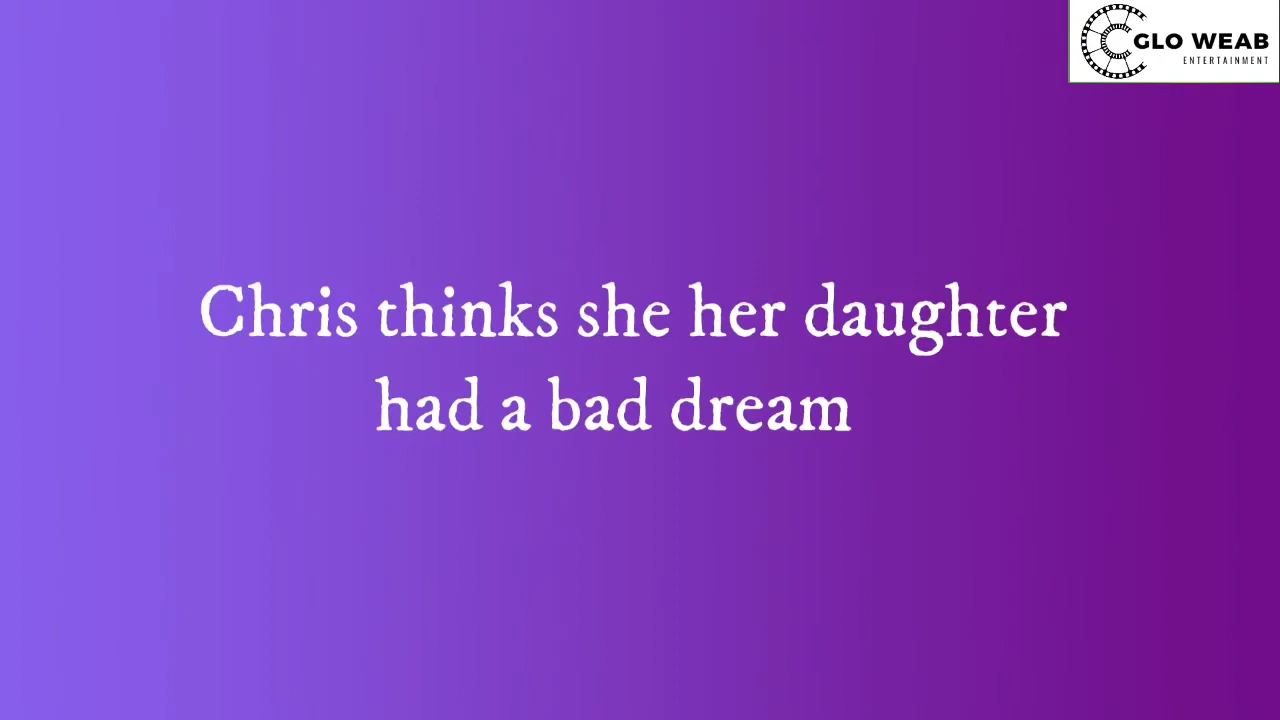 GLO WEAB
ENTERTAINMENT
Chris thinks she her daughter
had a bad dream